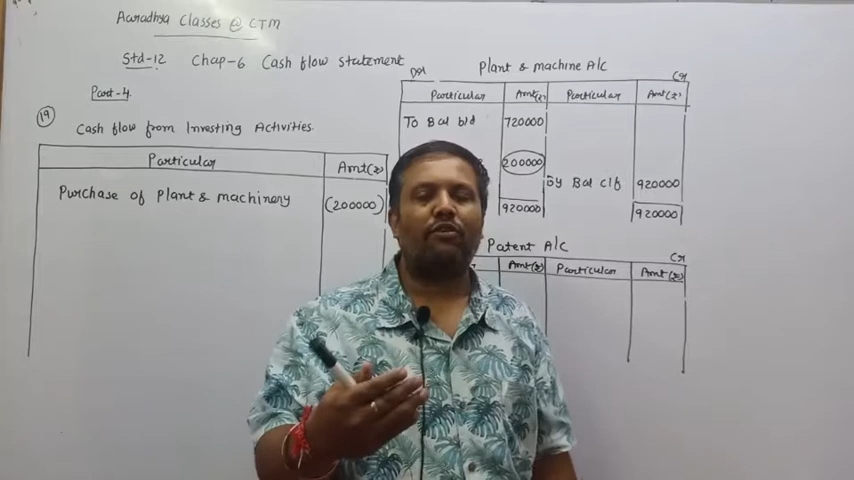 Aaradhya Classes @ CTM
Std-12 Chap-6 Cash flow statement
Part-4
19
Cash flow from Investing Activities
Particular Amt(₹)
Purchase of Plant & machinery (200000)
Plant & machine A/c
Dr Cr
Particular Amt(₹) Particular Amt(₹)
To Bal b/d 720000
200000
By Bal c/f 920000
920000 920000
Patent A/c
Cr
Amt(₹) Particular Amt(₹)